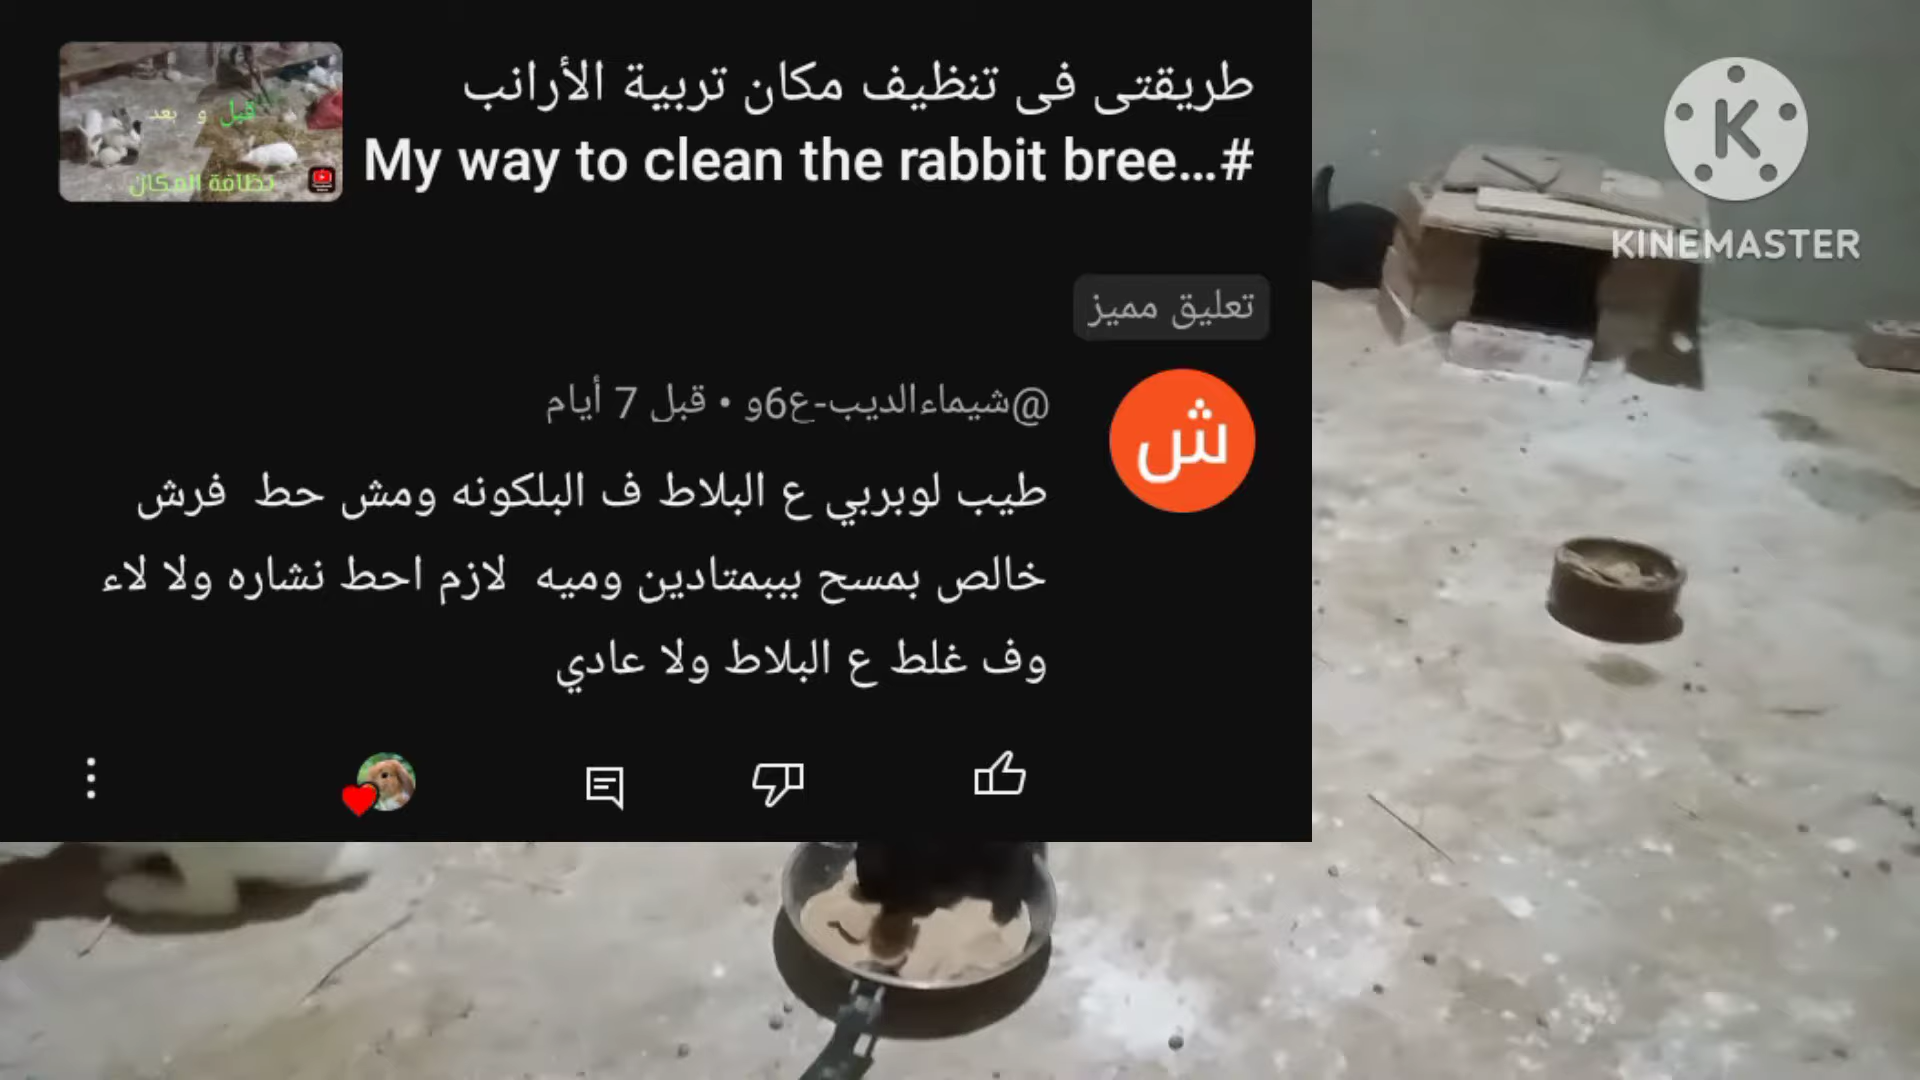 طريقتى فى تنظيف مكان تربية الأرانب
#My way to clean the rabbit bree...
قبل و بعد
نظافة المكان
K
KINEMASTER
تعليق مميز
@شيماءالديب-ع6و • قبل 7 أيام
ش
طيب لوبربي ع البلاط ف البلكونه ومش حط فرش
خالص بمسح بيبمتادين وميه لازم احط نشاره ولا لاء
وف غلط ع البلاط ولا عادي